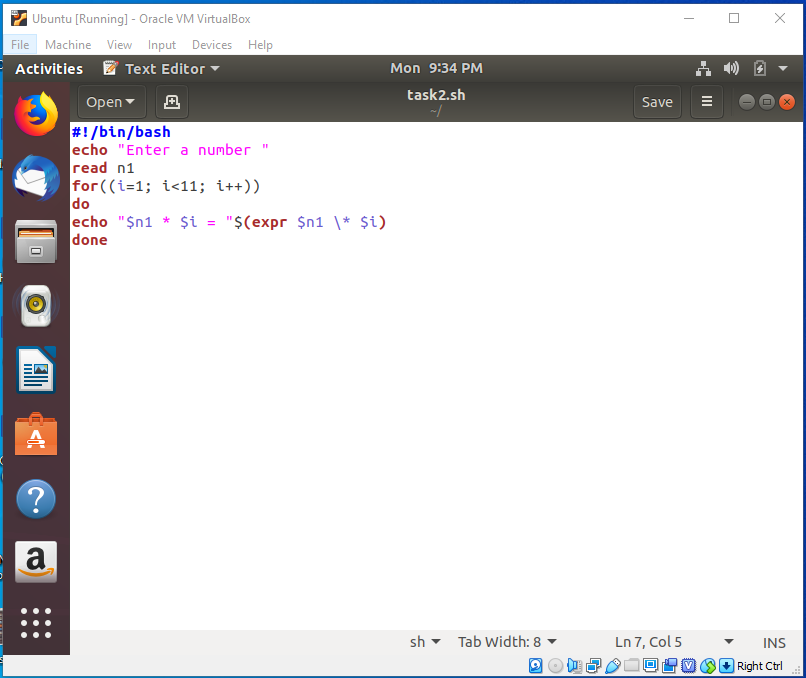 Ubuntu [Running] - Oracle VM VirtualBox
File Machine View Input Devices Help
Activities Text Editor Mon 9:34 PM
Open task2.sh Save
~/
#!/bin/bash
echo "Enter a number "
read n1
for((i=1; i<11; i++))
do
echo "$n1 * $i = "$(expr $n1 \* $i)
done
sh Tab Width: 8 Ln 7, Col 5 INS
Right Ctrl